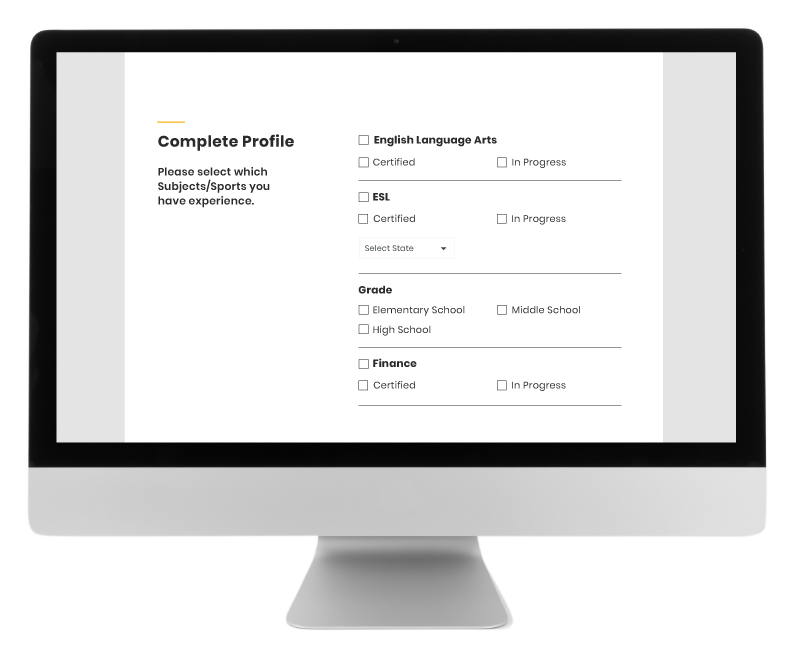 Complete Profile
Please select which
Subjects/Sports you
have experience.
English Language Arts
Certified
In Progress
ESL
Certified
In Progress
Select State
Grade
Elementary School
Middle School
High School
Finance
Certified
In Progress